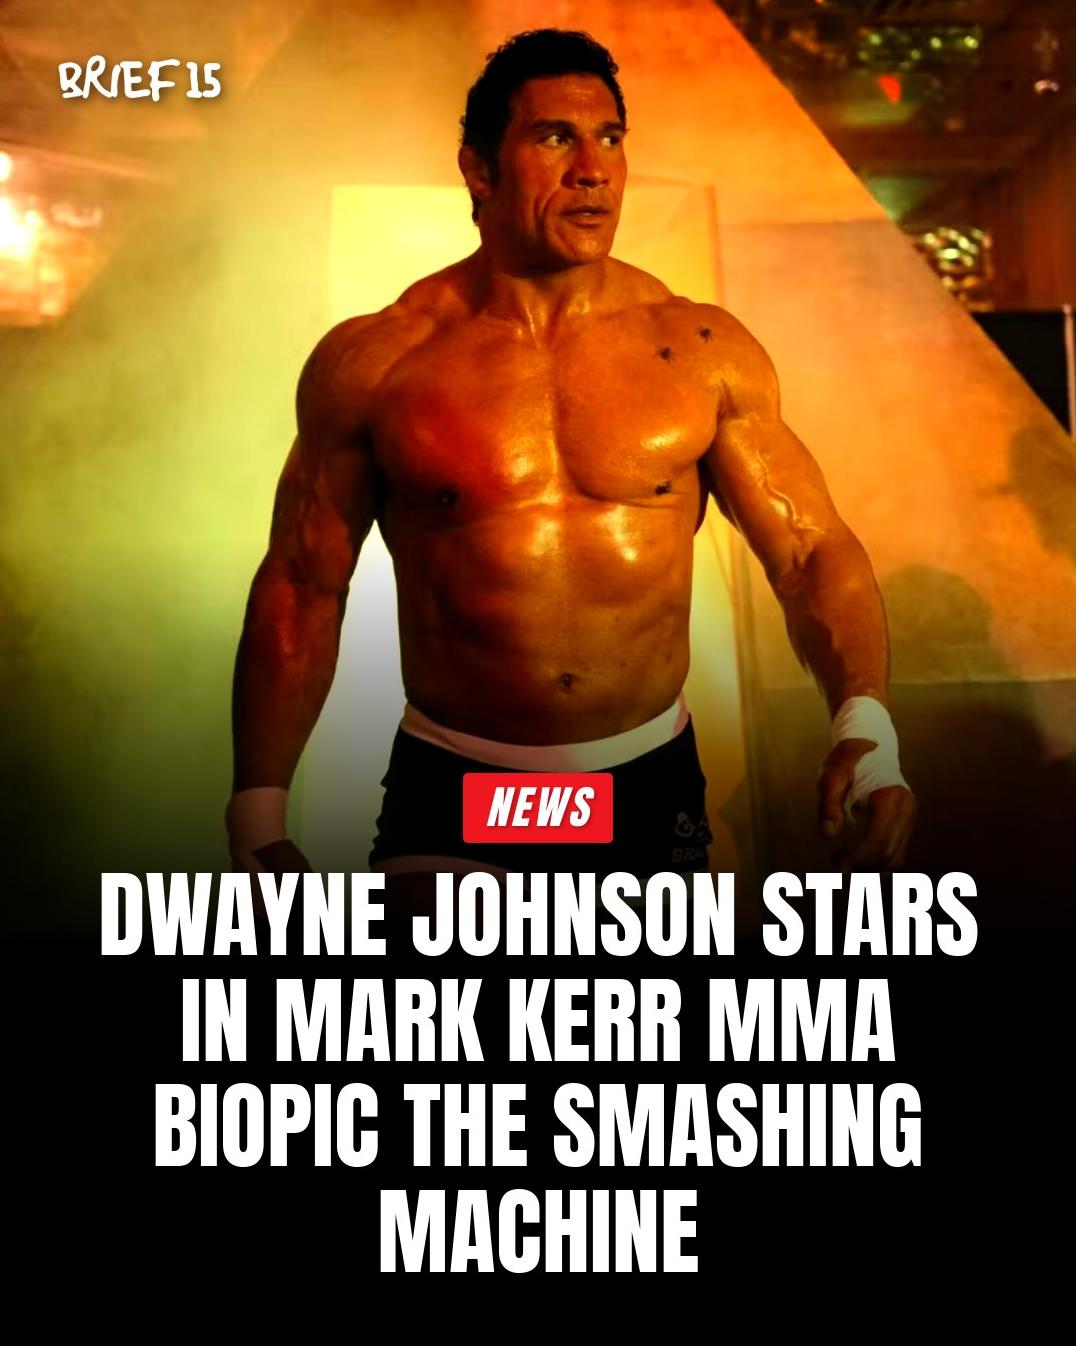 BRIEF 15
NEWS
DWAYNE JOHNSON STARS
IN MARK KERR MMA
BIOPIC THE SMASHING
MACHINE